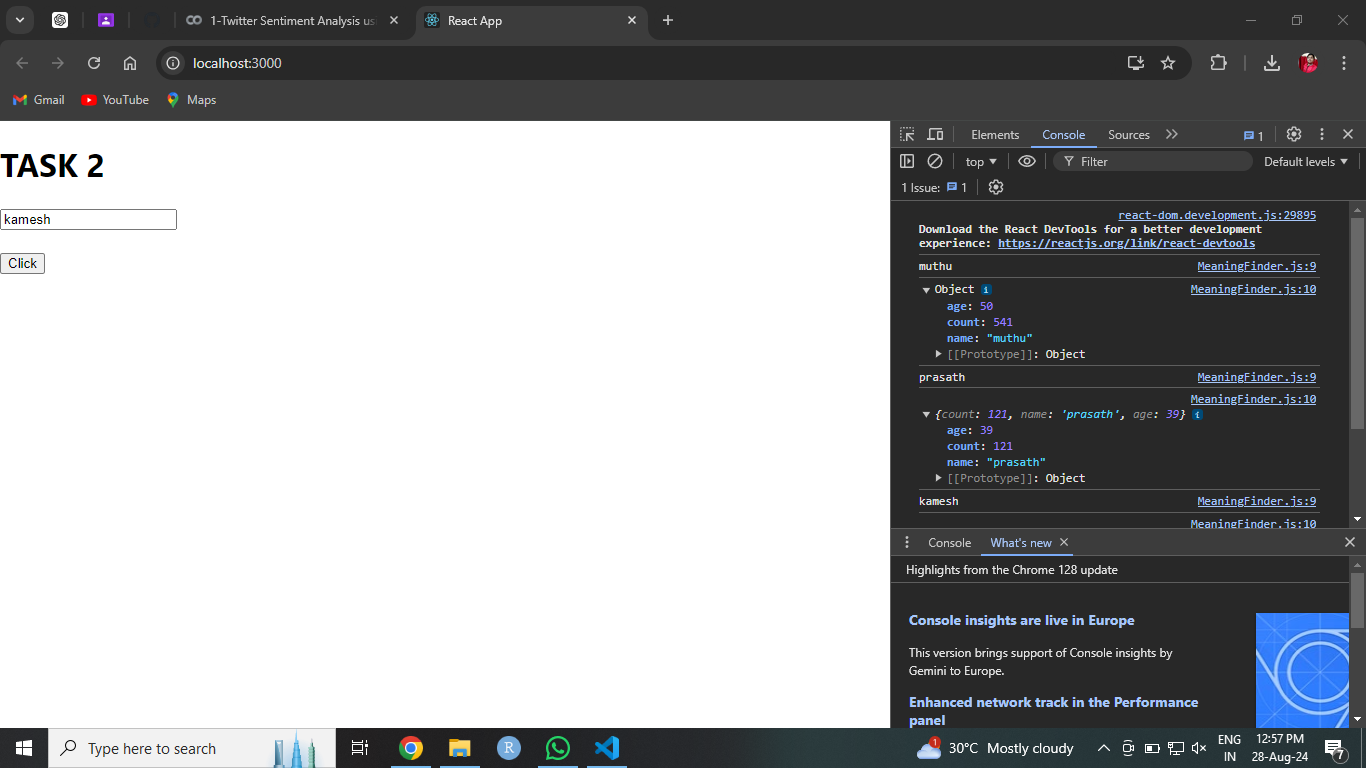 1-Twitter Sentiment Analysis us
React App
localhost:3000
Gmail
YouTube
Maps
TASK 2
kamesh
Click
Elements
Console
Sources
1
top
Filter
Default levels
1 Issue:
1
react-dom.development.js:29895
Download the React DevTools for a better development
experience: https://reactjs.org/link/react-devtools
muthu
MeaningFinder.js:9
Object i
MeaningFinder.js:10
age: 50
count: 541
name: "muthu"
[[Prototype]]: Object
prasath
MeaningFinder.js:9
MeaningFinder.js:10
{count: 121, name: 'prasath', age: 39} i
age: 39
count: 121
name: "prasath"
[[Prototype]]: Object
kamesh
MeaningFinder.js:9
MeaningFinder.js:10
Console
What's new
Highlights from the Chrome 128 update
Console insights are live in Europe
This version brings support of Console insights by
Gemini to Europe.
Enhanced network track in the Performance
panel
Type here to search
R
1
30°C Mostly cloudy
ENG
IN
12:57 PM
28-Aug-24
7